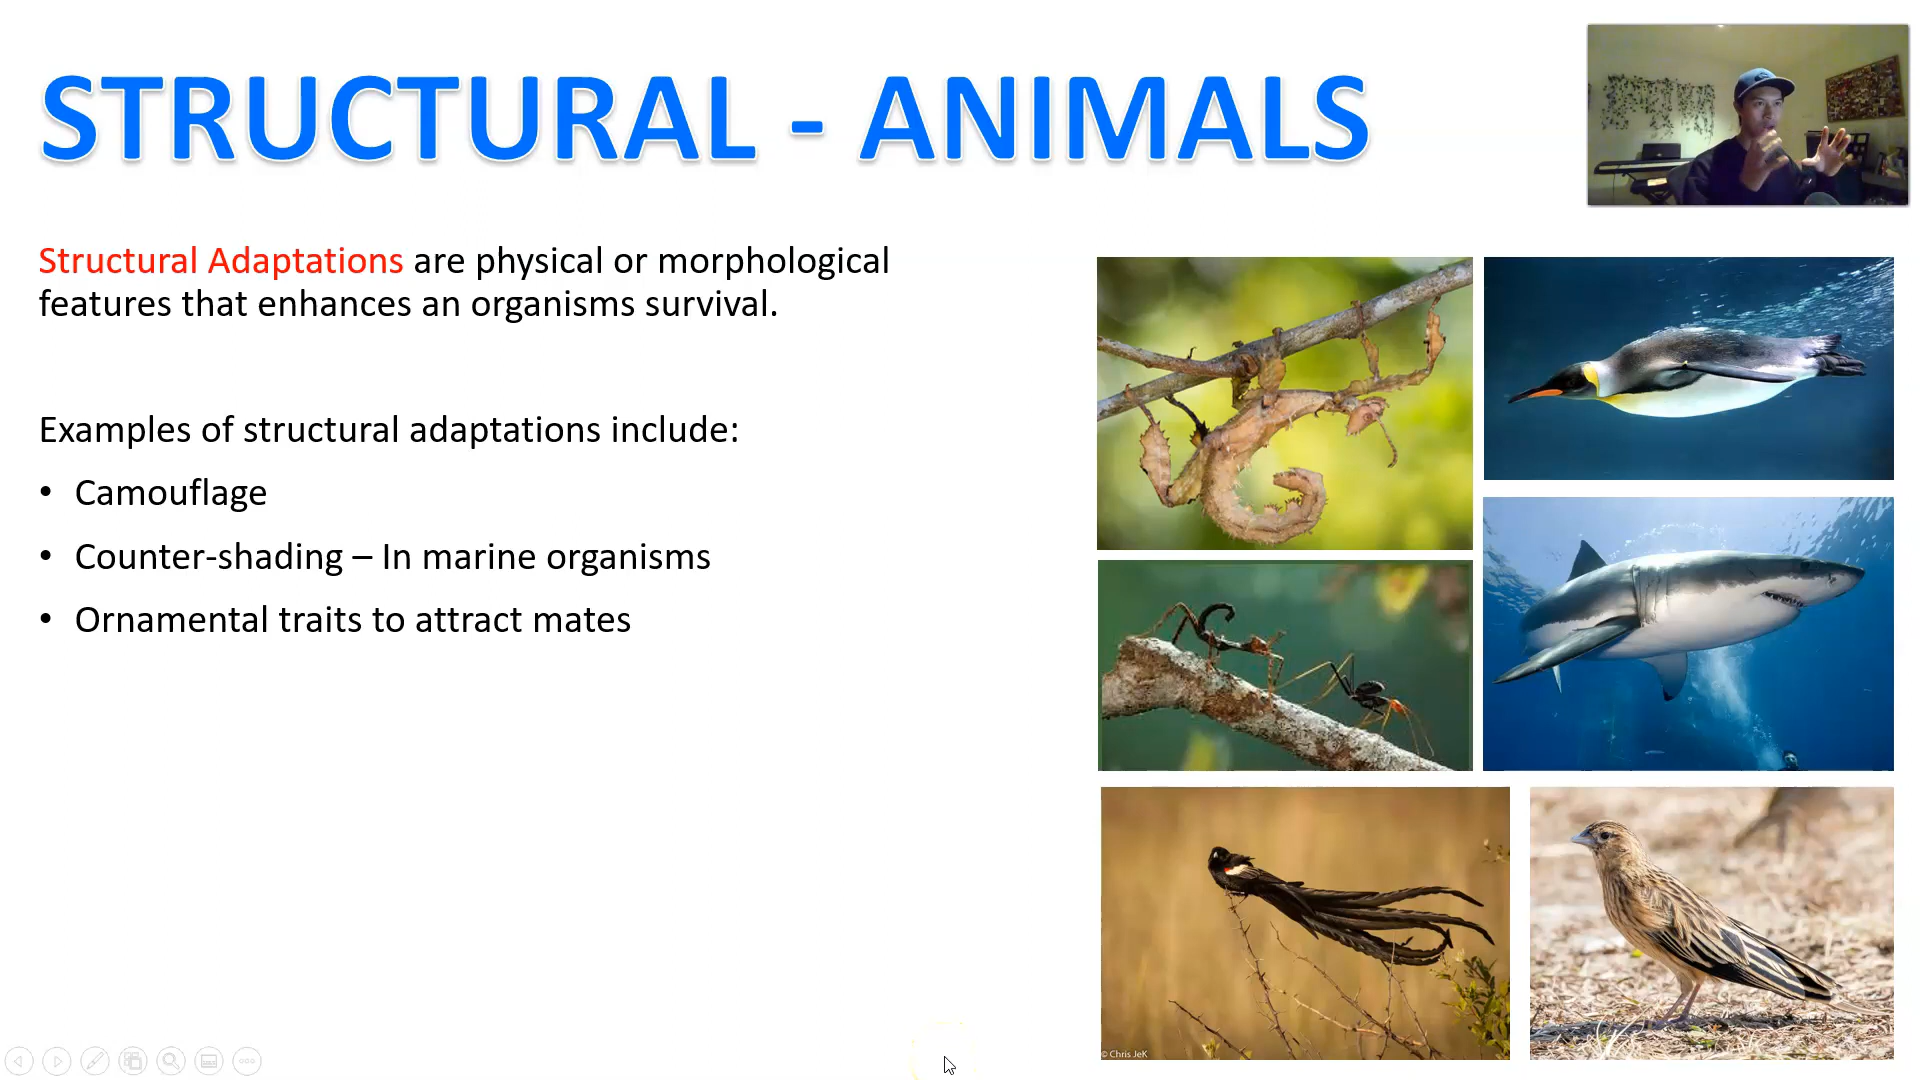 STRUCTURAL - ANIMALS
Structural Adaptations are physical or morphological
features that enhances an organisms survival.
Examples of structural adaptations include:
• Camouflage
• Counter-shading – In marine organisms
• Ornamental traits to attract mates
© Chris JeK